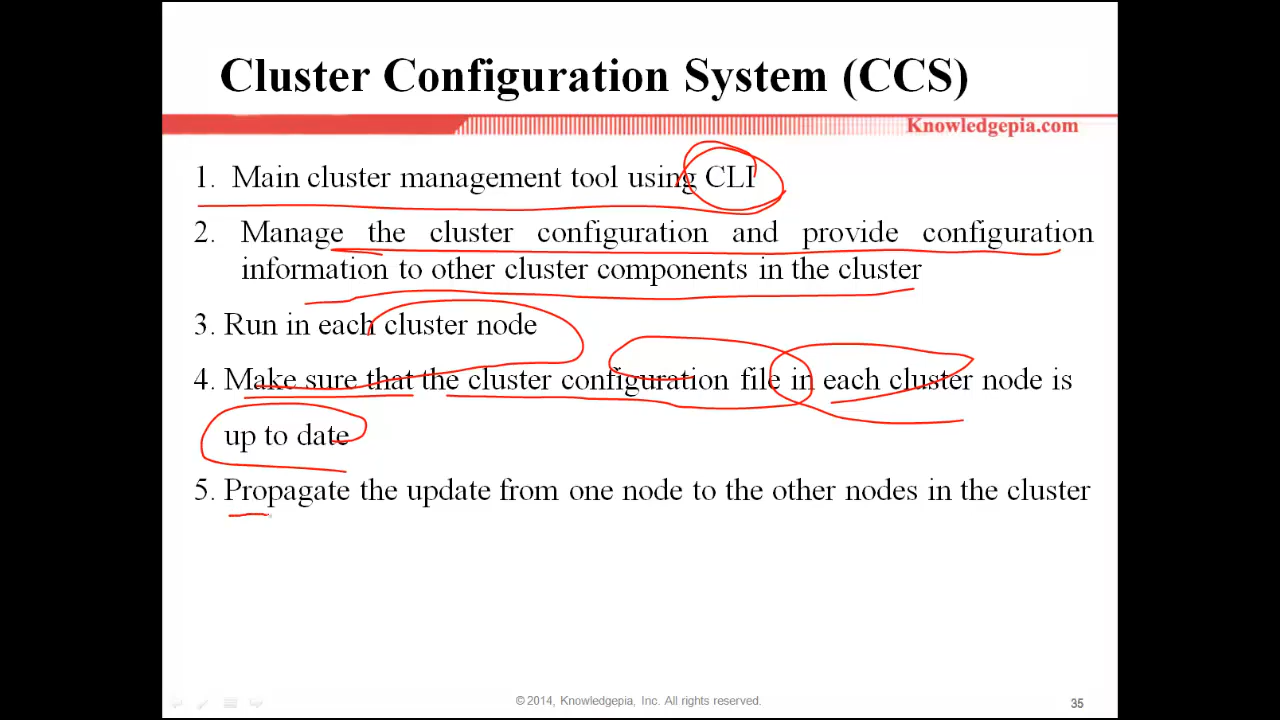 Cluster Configuration System (CCS)
Knowledgepia.com
1. Main cluster management tool using CLI
2. Manage the cluster configuration and provide configuration
information to other cluster components in the cluster
3. Run in each cluster node
4. Make sure that the cluster configuration file in each cluster node is
up to date
5. Propagate the update from one node to the other nodes in the cluster
© 2014, Knowledgepia, Inc. All rights reserved.
35